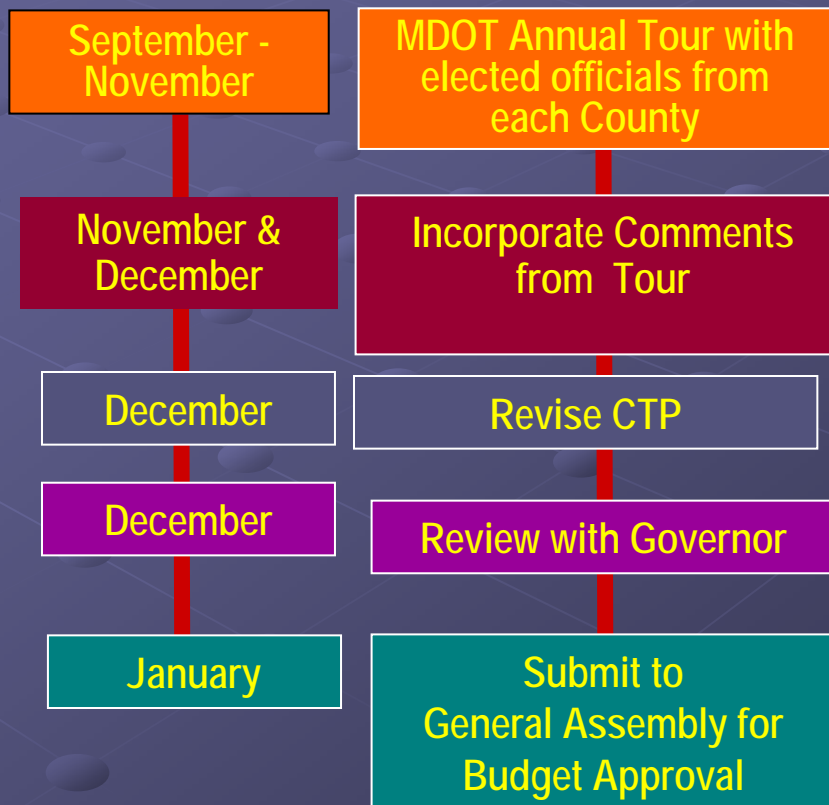 September -
November
MDOT Annual Tour with
elected officials from
each County
November &
December
Incorporate Comments
from Tour
December
Revise CTP
December
Review with Governor
January
Submit to
General Assembly for
Budget Approval